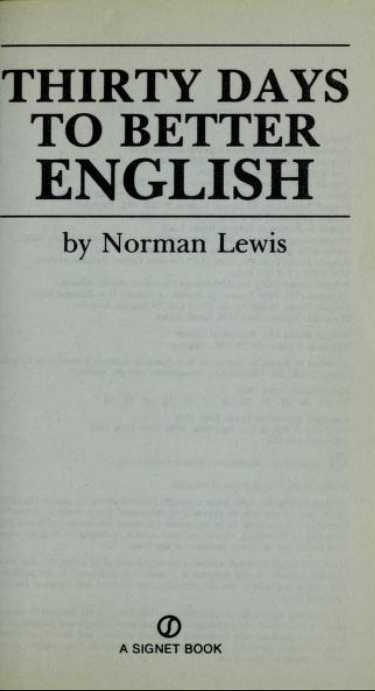 THIRTY DAYS
TO BETTER
ENGLISH
by Norman Lewis
A SIGNET BOOK